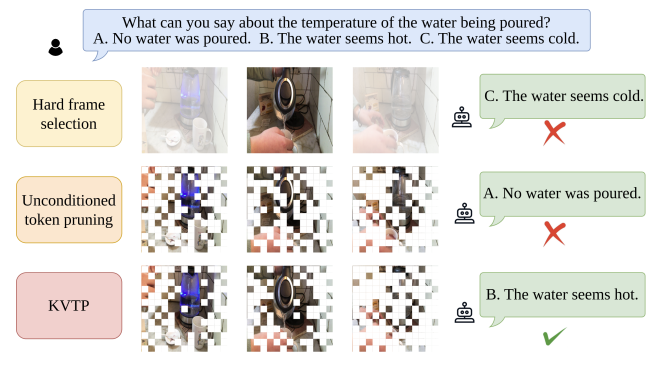 What can you say about the temperature of the water being poured?
A. No water was poured.  B. The water seems hot.  C. The water seems cold.
Hard frame
selection
C. The water seems cold.
Unconditioned
token pruning
A. No water was poured.
KVTP
B. The water seems hot.